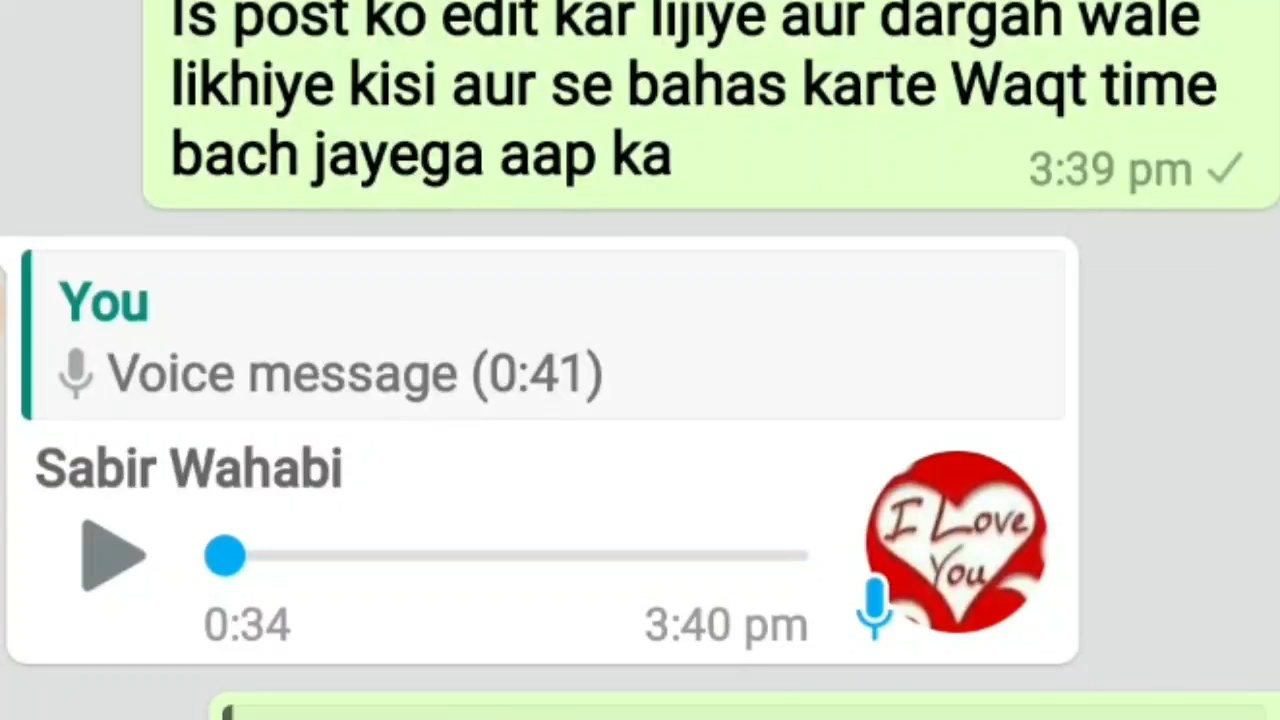 Is post ko edit kar lijiye aur dargah wale
likhiye kisi aur se bahas karte Waqt time
bach jayega aap ka
3:39 pm
You
Voice message (0:41)
Sabir Wahabi
I Love
You
0:34
3:40 pm